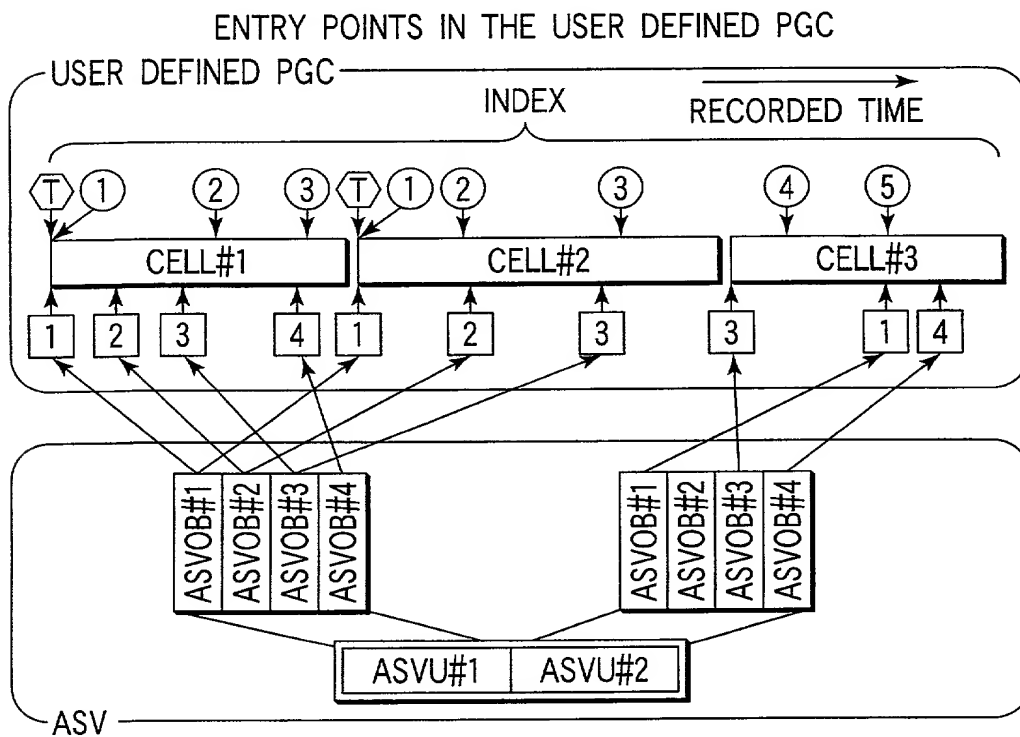 ENTRY POINTS IN THE USER DEFINED PGC
USER DEFINED PGC
INDEX
RECORDED TIME
T 1 2 3 T 1 2 3 4 5
CELL#1 CELL#2 CELL#3
1 2 3 4 1 2 3 3 1 4
ASVOB#1
ASVOB#2
ASVOB#3
ASVOB#4
ASVOB#1
ASVOB#2
ASVOB#3
ASVOB#4
ASVU#1 ASVU#2
ASV